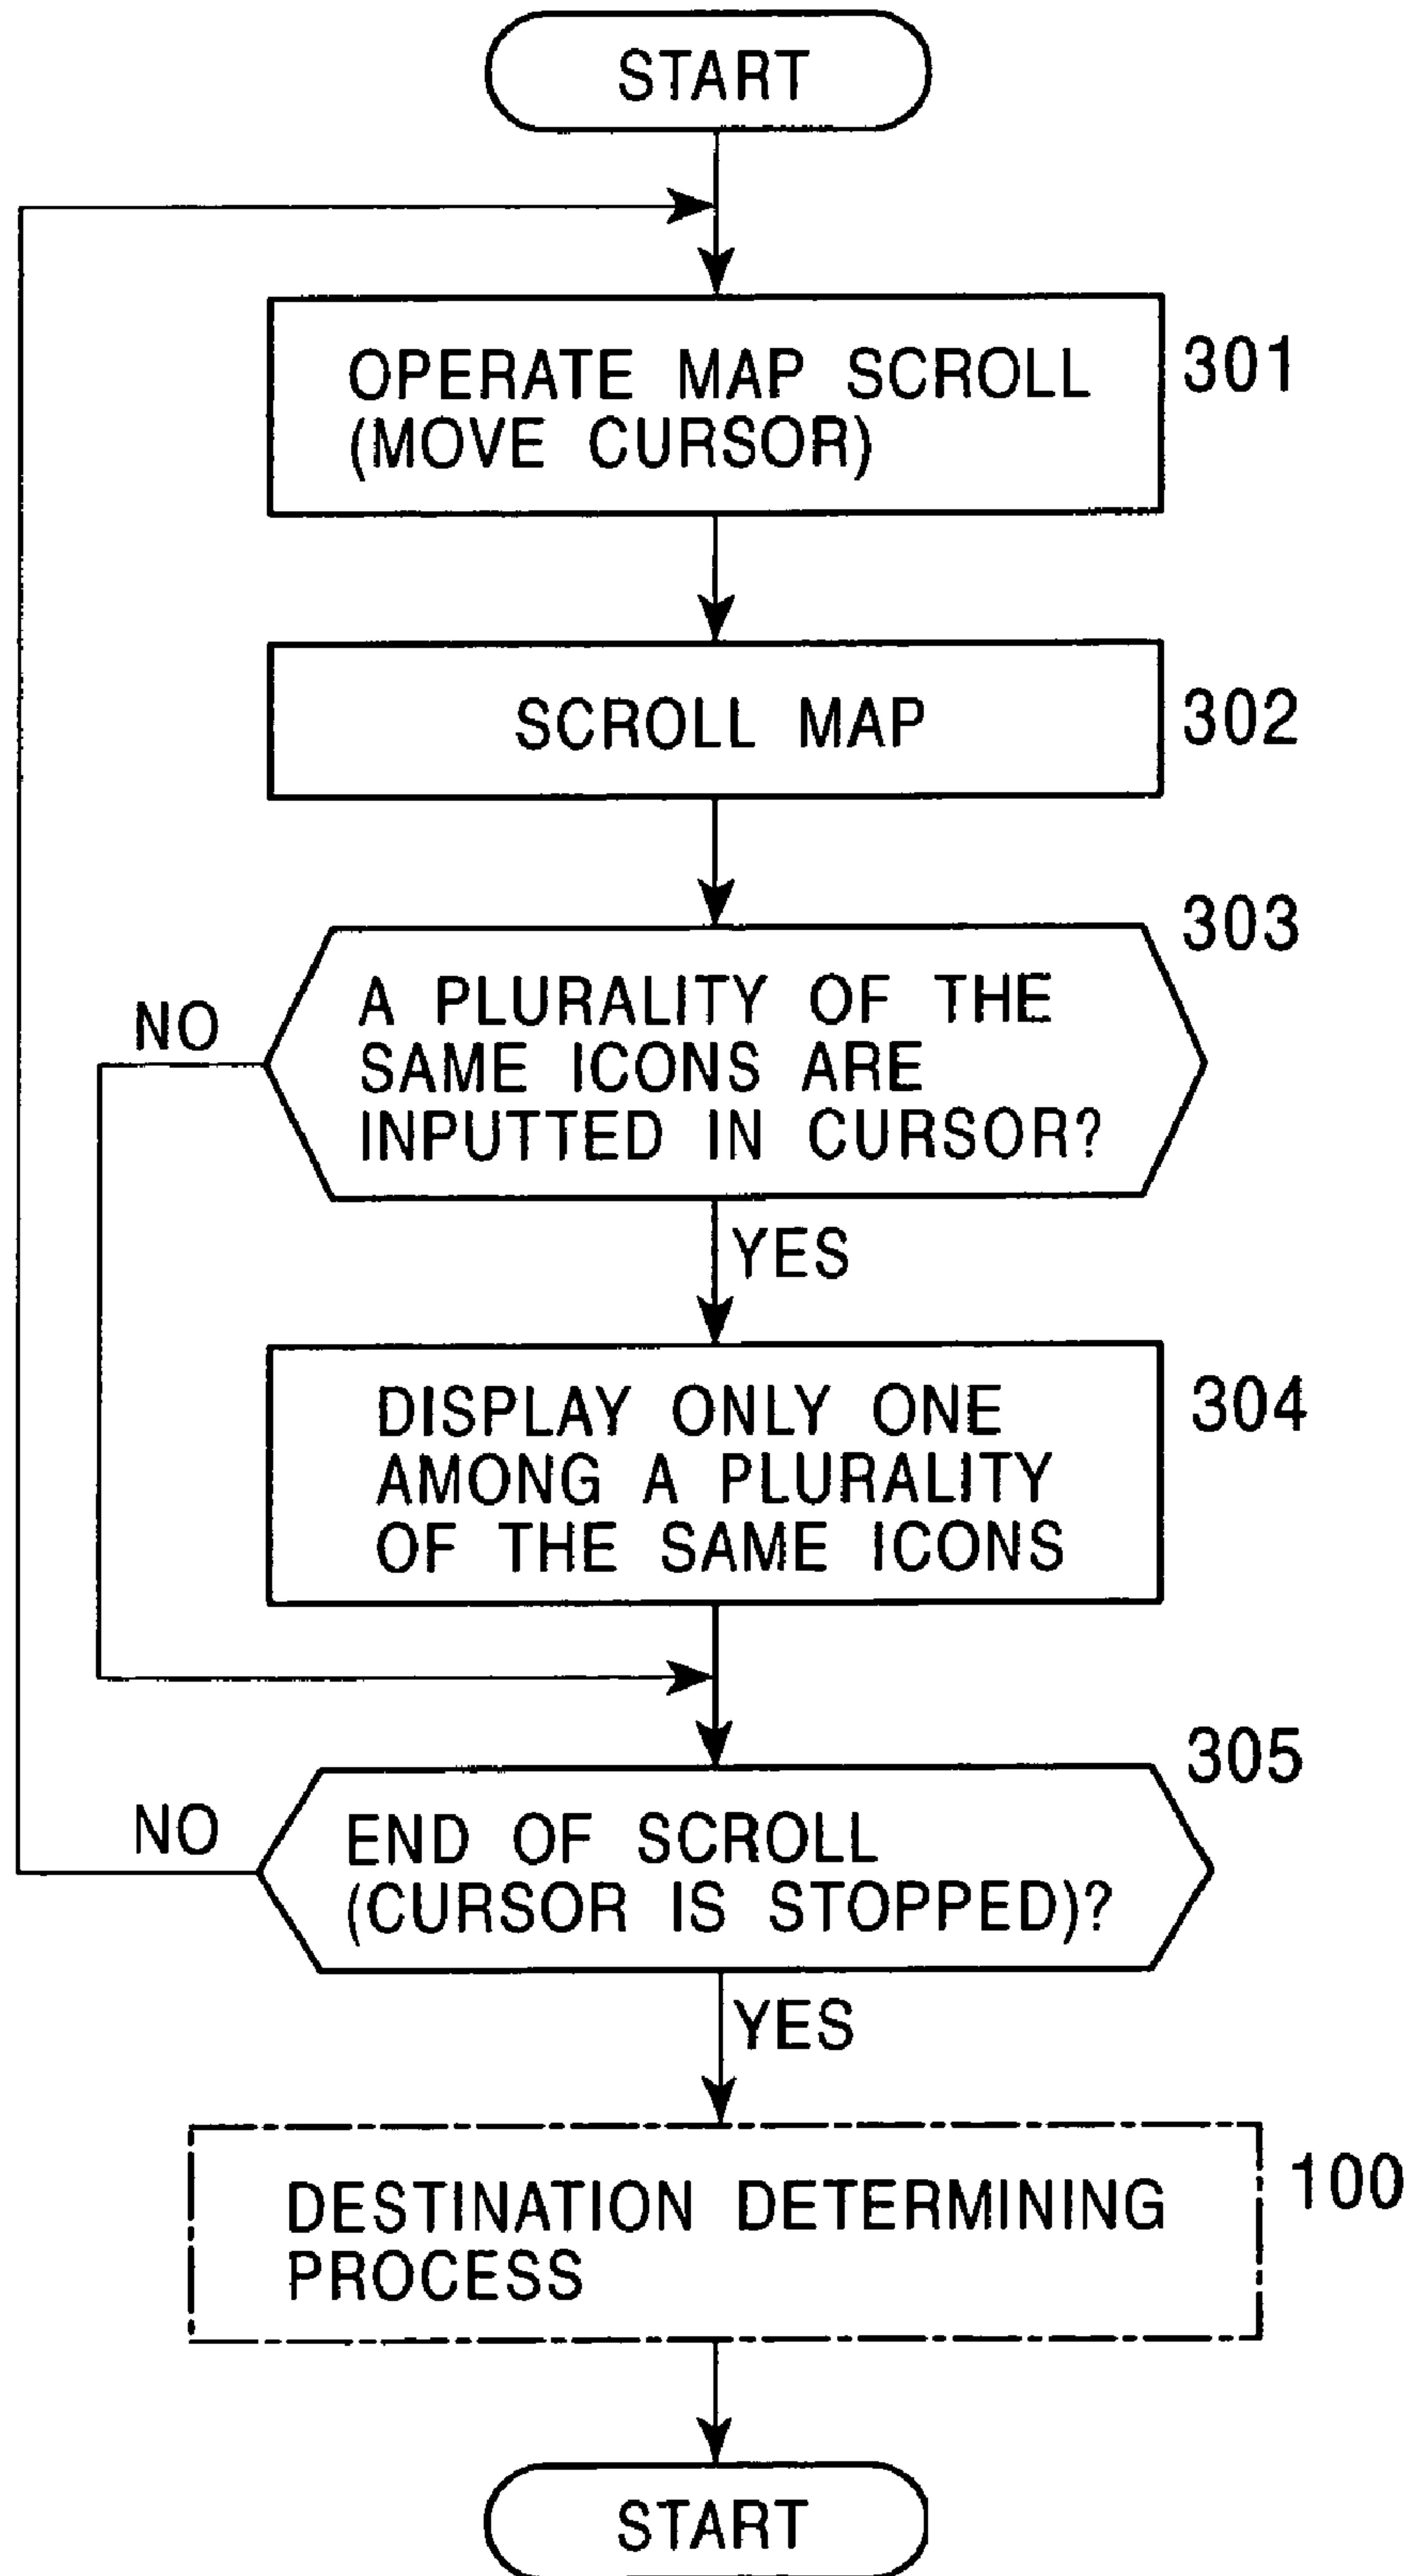 START
OPERATE MAP SCROLL
(MOVE CURSOR)
301
SCROLL MAP
302
303
NO
A PLURALITY OF THE
SAME ICONS ARE
INPUTTED IN CURSOR?
YES
DISPLAY ONLY ONE
AMONG A PLURALITY
OF THE SAME ICONS
304
305
NO
END OF SCROLL
(CURSOR IS STOPPED)?
YES
DESTINATION DETERMINING
PROCESS
100
START